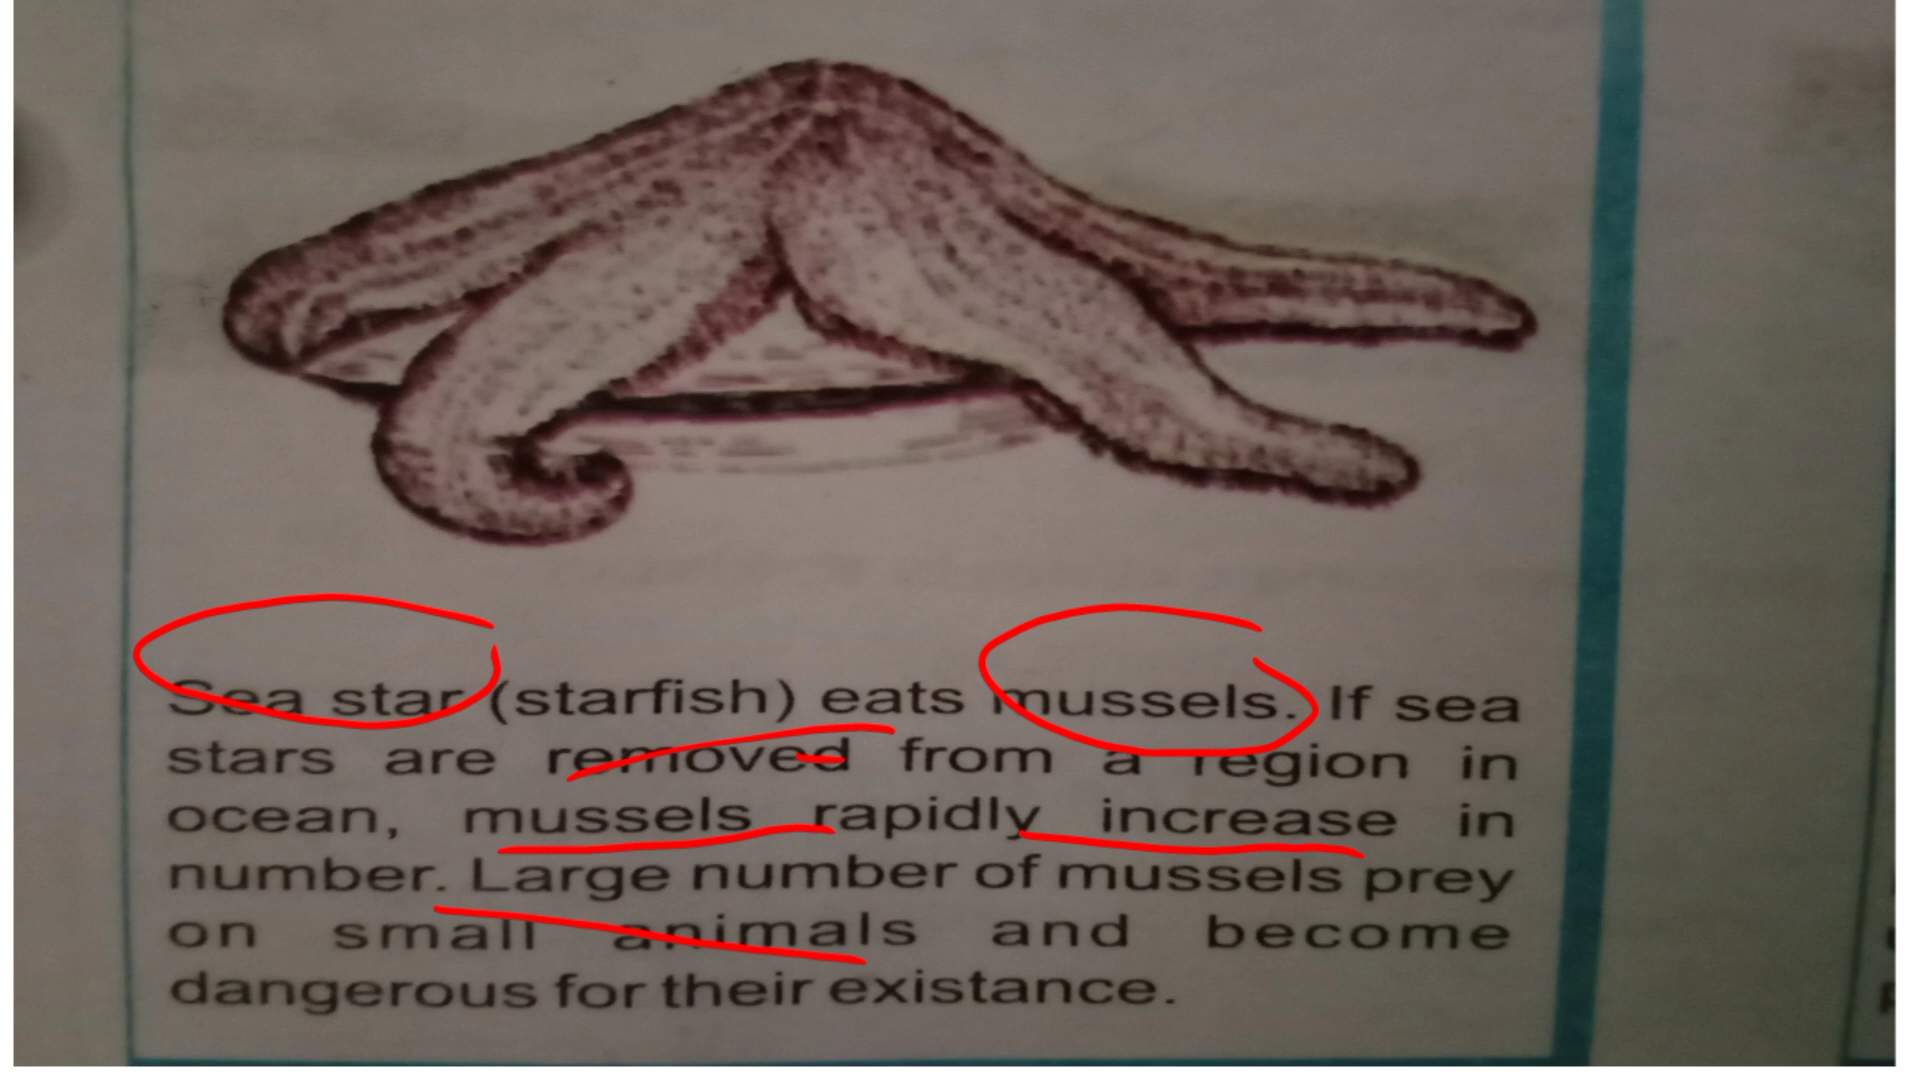 Sea star (starfish) eats mussels. If sea
stars are removed from a region in
ocean, mussels rapidly increase in
number. Large number of mussels prey
on small animals and become
dangerous for their existance.